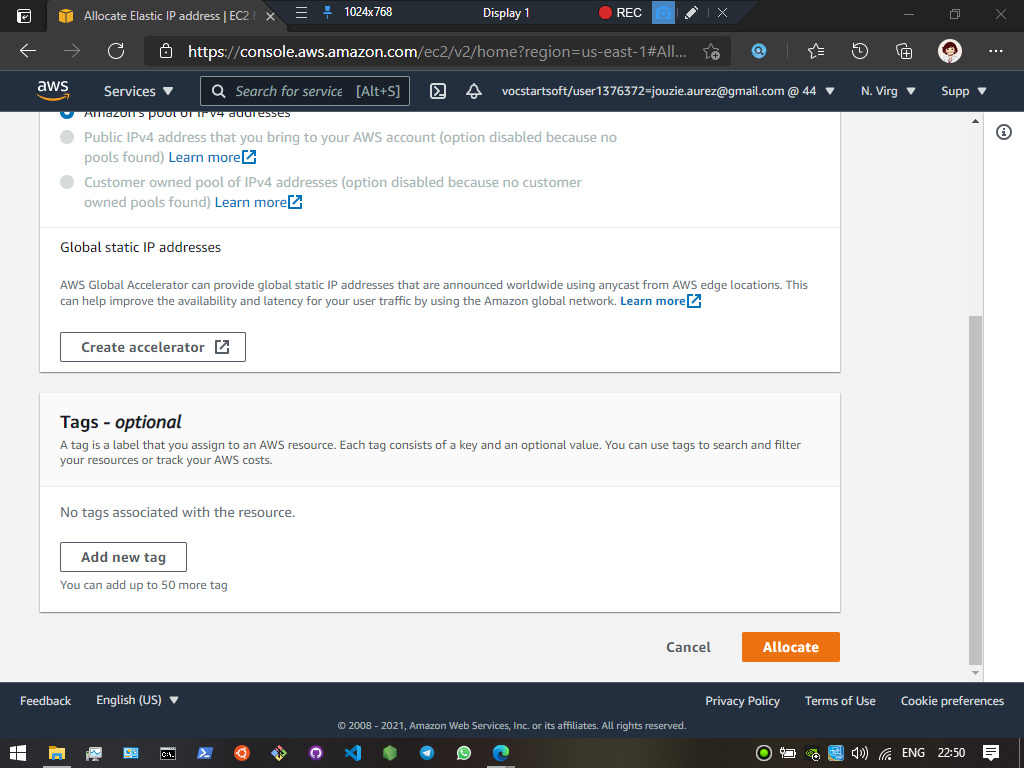 Allocate Elastic IP address | EC2
1024x768
Display 1
REC
https://console.aws.amazon.com/ec2/v2/home?region=us-east-1#All...
aws
Services
Search for service
[Alt+S]
vocstartsoft/user1376372=jouzie.aurez@gmail.com @ 44
N. Virg
Supp
Amazon's pool of IPv4 addresses
Public IPv4 address that you bring to your AWS account (option disabled because no
pools found) Learn more
Customer owned pool of IPv4 addresses (option disabled because no customer
owned pools found) Learn more
Global static IP addresses
AWS Global Accelerator can provide global static IP addresses that are announced worldwide using anycast from AWS edge locations. This
can help improve the availability and latency for your user traffic by using the Amazon global network. Learn more
Create accelerator
Tags - optional
A tag is a label that you assign to an AWS resource. Each tag consists of a key and an optional value. You can use tags to search and filter
your resources or track your AWS costs.
No tags associated with the resource.
Add new tag
You can add up to 50 more tag
Cancel
Allocate
Feedback
English (US)
Privacy Policy
Terms of Use
Cookie preferences
© 2008 - 2021, Amazon Web Services, Inc. or its affiliates. All rights reserved.
ENG
22:50